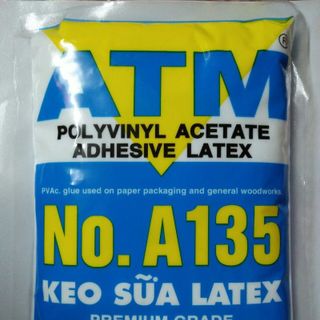 ATM®
POLYVINYL ACETATE
ADHESIVE LATEX
PVAc. glue used on paper packaging and general woodworks.
No. A135
KEO SỮA LATEX
PREMIUM GRADE